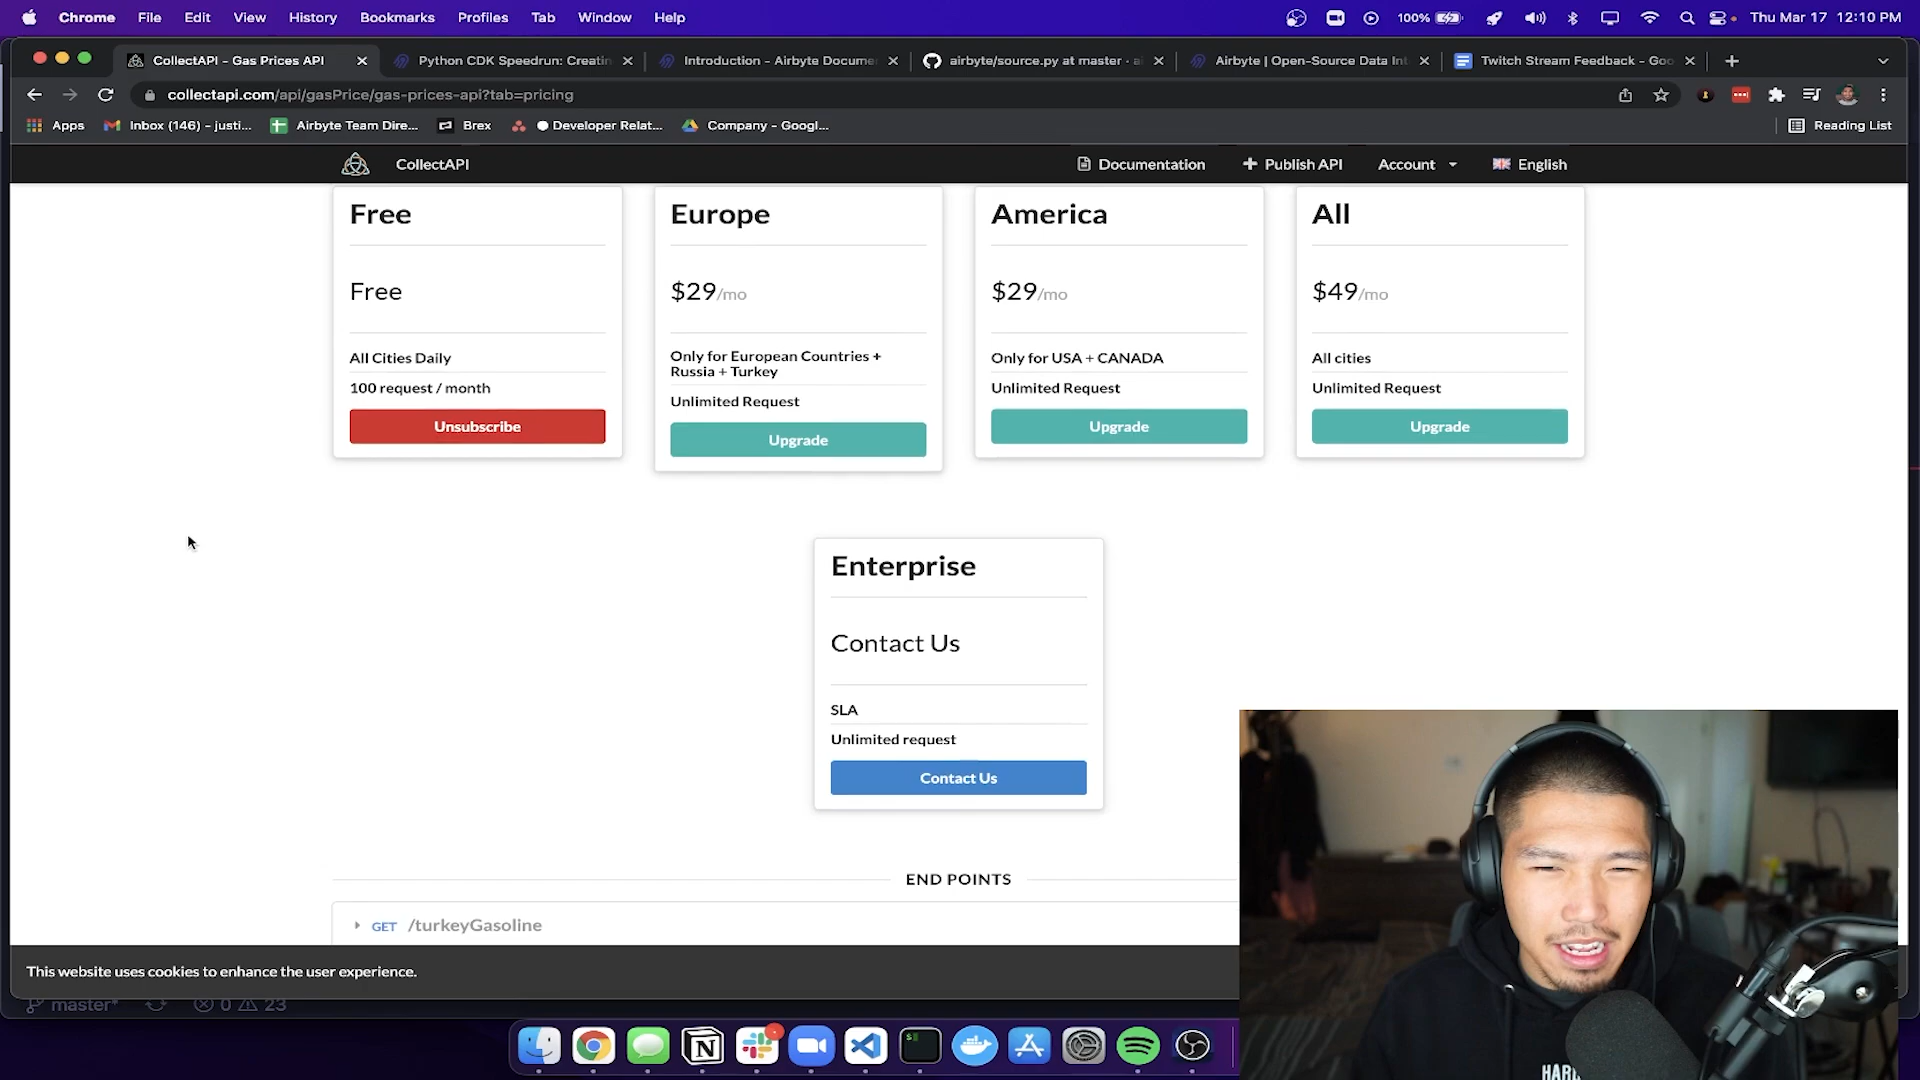 Chrome File Edit View History Bookmarks Profiles Tab Window Help 100% Thu Mar 17 12:10 PM
CollectAPI - Gas Prices API Python CDK Speedrun: Creatin Introduction - Airbyte Docume airbyte/source.py at master · a Airbyte | Open-Source Data Int Twitch Stream Feedback - Goo
collectapi.com/api/gasPrice/gas-prices-api?tab=pricing
Apps Inbox (146) - justi... Airbyte Team Dire... Brex Developer Relat... Company - Googl... Reading List
CollectAPI Documentation Publish API Account English
Free Europe America All
Free $29/mo $29/mo $49/mo
All Cities Daily
100 request / month
Unsubscribe
Only for European Countries +
Russia + Turkey
Unlimited Request
Upgrade
Only for USA + CANADA
Unlimited Request
Upgrade
All cities
Unlimited Request
Upgrade
Enterprise
Contact Us
SLA
Unlimited request
Contact Us
END POINTS
GET /turkeyGasoline
This website uses cookies to enhance the user experience.
master* 0 23